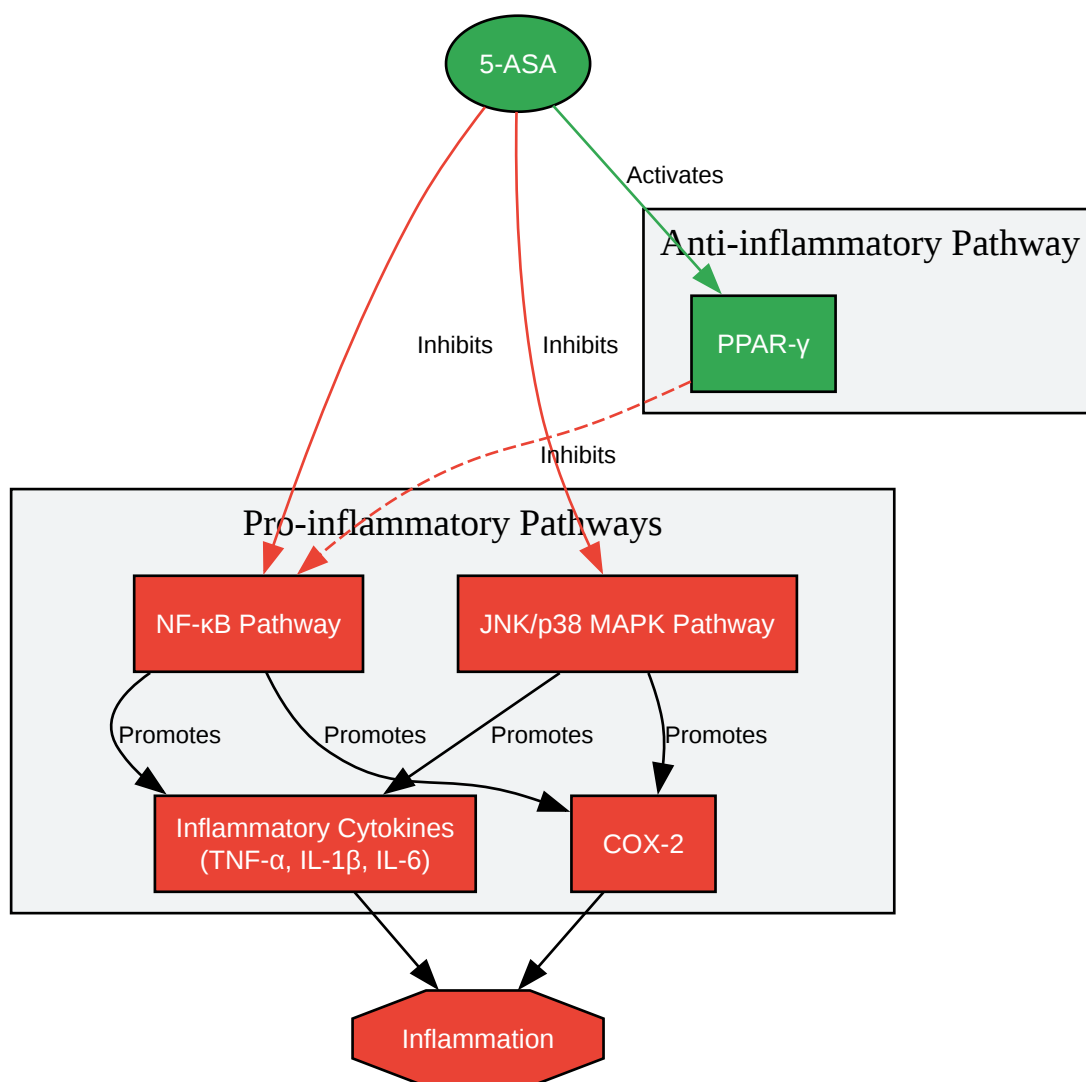 5-ASA
Activates
Anti-inflammatory Pathway
PPAR-γ
Inhibits
Inhibits
Inhibits
Pro-inflammatory Pathways
NF-κB Pathway
JNK/p38 MAPK Pathway
Promotes
Promotes
Promotes
Promotes
Inflammatory Cytokines
(TNF-α, IL-1β, IL-6)
COX-2
Inflammation